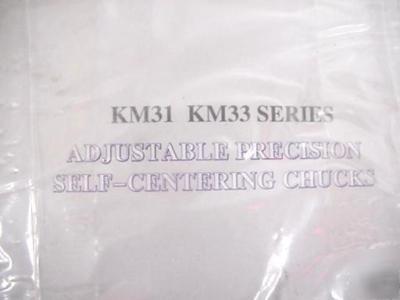 KM31 KM33 SERIES
ADJUSTABLE PRECISION
SELF-CENTERING CHUCKS